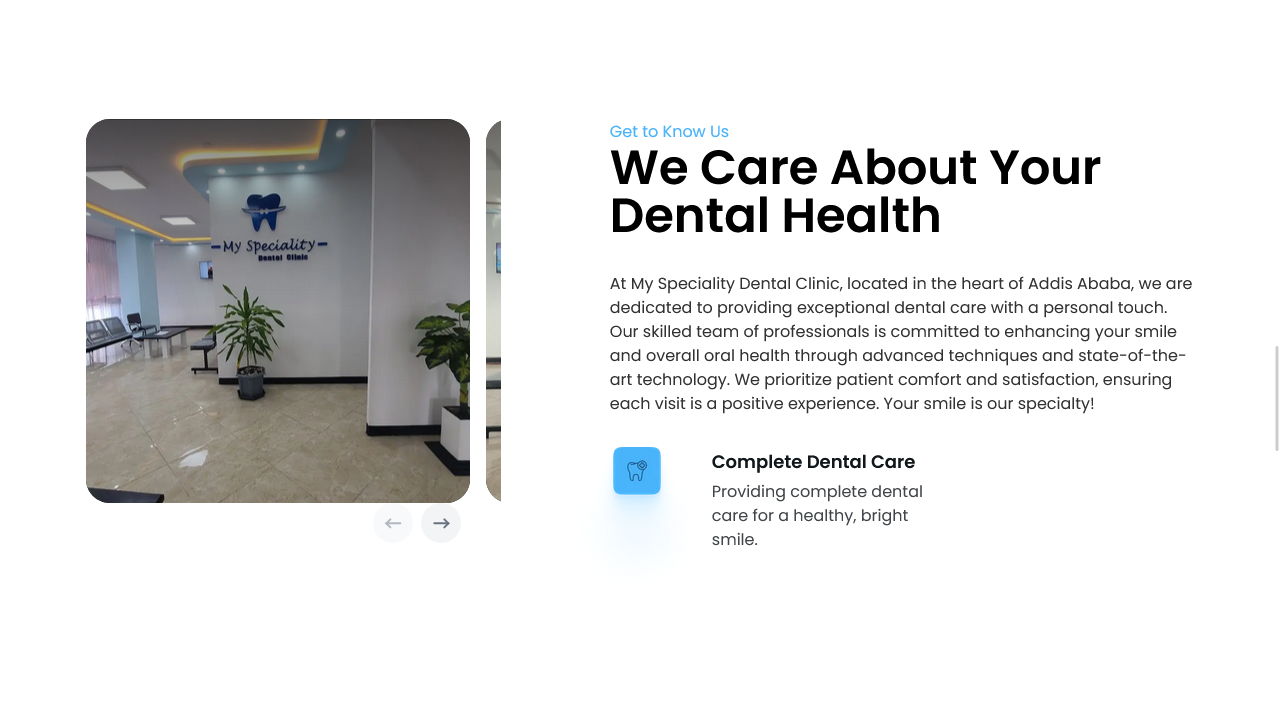 My Speciality
Dental Clinic
Get to Know Us
We Care About Your
Dental Health
At My Speciality Dental Clinic, located in the heart of Addis Ababa, we are
dedicated to providing exceptional dental care with a personal touch.
Our skilled team of professionals is committed to enhancing your smile
and overall oral health through advanced techniques and state-of-the-
art technology. We prioritize patient comfort and satisfaction, ensuring
each visit is a positive experience. Your smile is our specialty!
Complete Dental Care
Providing complete dental
care for a healthy, bright
smile.